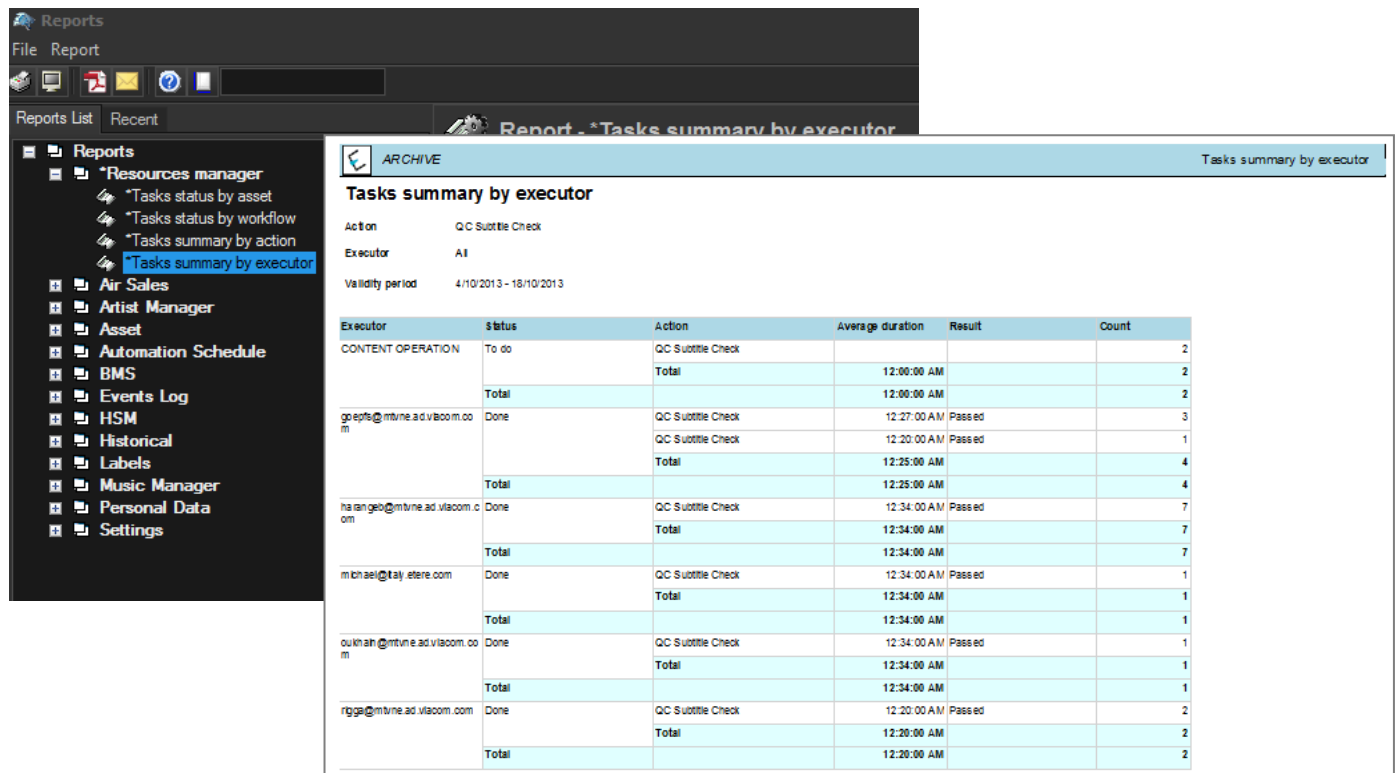 Reports
File Report
Reports List Recent
Report - *Tasks summary by executor
Reports
*Resources manager
*Tasks status by asset
*Tasks status by workflow
*Tasks summary by action
*Tasks summary by executor
Air Sales
Artist Manager
Asset
Automation Schedule
BMS
Events Log
HSM
Historical
Labels
Music Manager
Personal Data
Settings
ARCHIVE Tasks summary by executor
Tasks summary by executor
Action QC Subtitle Check
Executor All
Validity period 4/10/2013 - 18/10/2013
Executor Status Action Average duration Result Count
CONTENT OPERATION To do QC Subtitle Check 2
Total 12:00:00 AM 2
Total 12:00:00 AM 2
goepfs@mtvne.ad.viacom.co Done QC Subtitle Check 12:27:00 AM Passed 3
m
QC Subtitle Check 12:20:00 AM Passed 1
Total 12:25:00 AM 4
Total 12:25:00 AM 4
harangeb@mtvne.ad.viacom.c Done QC Subtitle Check 12:34:00 AM Passed 7
om
Total 12:34:00 AM 7
Total 12:34:00 AM 7
michael@italy.etere.com Done QC Subtitle Check 12:34:00 AM Passed 1
Total 12:34:00 AM 1
Total 12:34:00 AM 1
Done QC Subtitle Check 12:34:00 AM Passed 1
m
Total 12:34:00 AM 1
Total 12:34:00 AM 1
rigga@mtvne.ad.viacom.com Done QC Subtitle Check 12:20:00 AM Passed 2
Total 12:20:00 AM 2
Total 12:20:00 AM 2